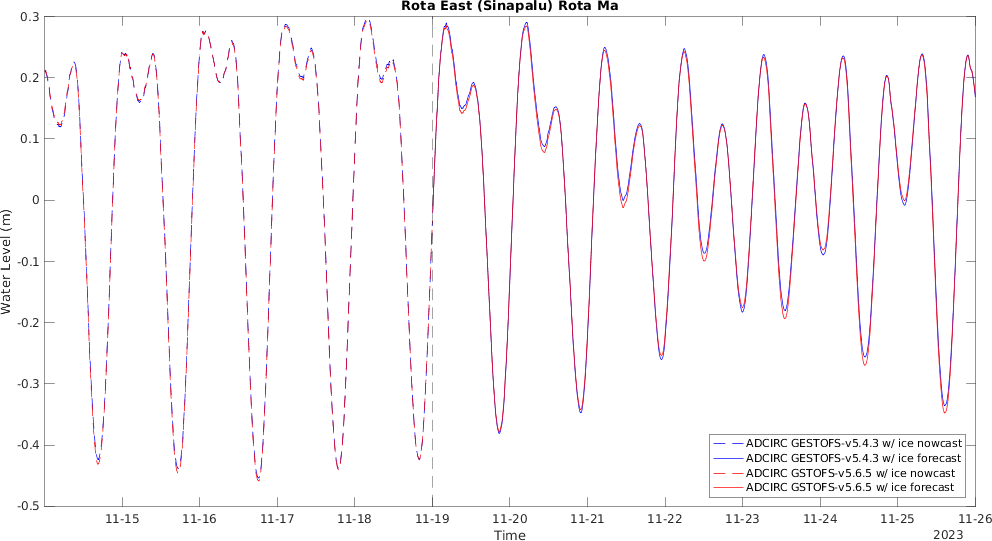 Rota East (Sinapalu) Rota Ma
0.3
0.2
0.1
0
-0.1
-0.2
-0.3
-0.4
-0.5
Water Level (m)
ADCIRC GESTOFS-v5.4.3 w/ ice nowcast
ADCIRC GESTOFS-v5.4.3 w/ ice forecast
ADCIRC GSTOFS-v5.6.5 w/ ice nowcast
ADCIRC GSTOFS-v5.6.5 w/ ice forecast
11-15 11-16 11-17 11-18 11-19 11-20 11-21 11-22 11-23 11-24 11-25 11-26
Time
2023